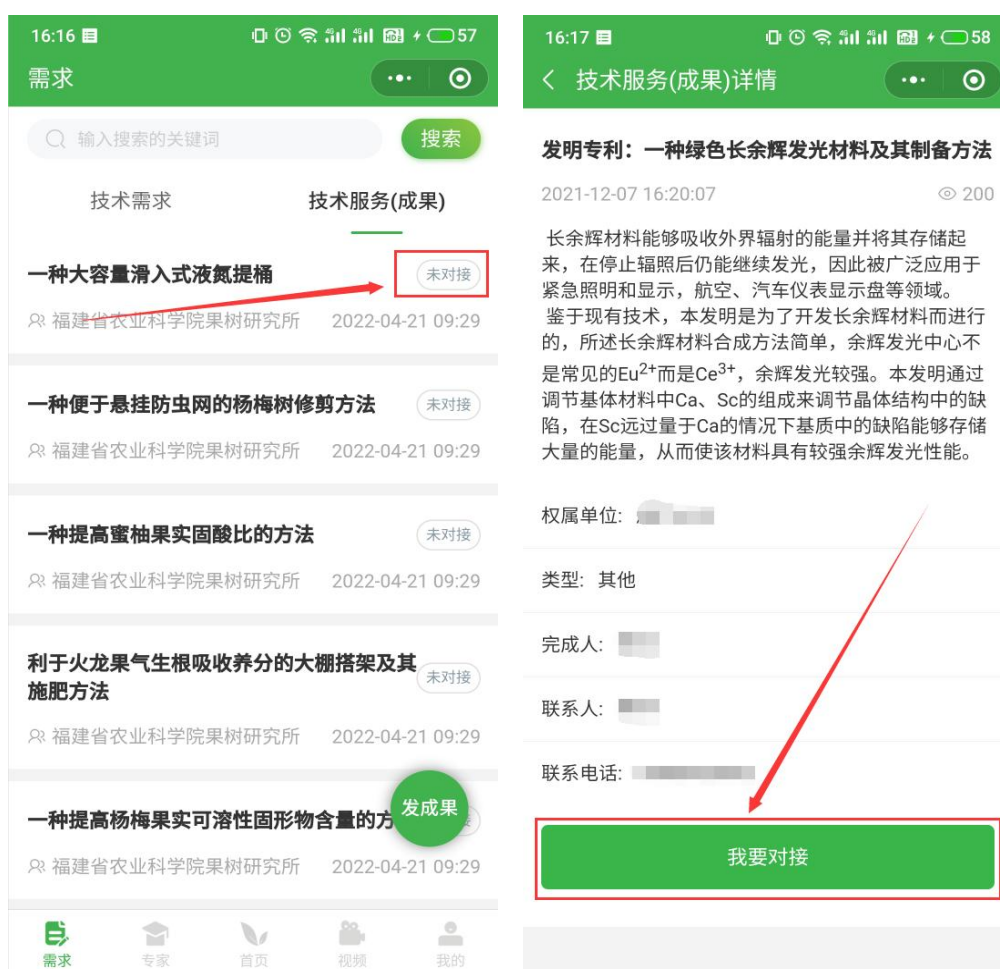 16:16
57
需求
输入搜索的关键词
搜索
技术需求
技术服务(成果)
一种大容量滑入式液氮提桶
未对接
福建省农业科学院果树研究所 2022-04-21 09:29
一种便于悬挂防虫网的杨梅树修剪方法
未对接
福建省农业科学院果树研究所 2022-04-21 09:29
一种提高蜜柚果实固酸比的方法
未对接
福建省农业科学院果树研究所 2022-04-21 09:29
利于火龙果气生根吸收养分的大棚搭架及其
施肥方法
未对接
福建省农业科学院果树研究所 2022-04-21 09:29
一种提高杨梅果实可溶性固形物含量的方
发成果
福建省农业科学院果树研究所 2022-04-21 09:29
需求
专家
首页
视频
我的
16:17
58
技术服务(成果)详情
发明专利：一种绿色长余辉发光材料及其制备方法
2021-12-07 16:20:07
200
长余辉材料能够吸收外界辐射的能量并将其存储起
来，在停止辐照后仍能继续发光，因此被广泛应用于
紧急照明和显示，航空、汽车仪表显示盘等领域。
鉴于现有技术，本发明是为了开发长余辉材料而进行
的，所述长余辉材料合成方法简单，余辉发光中心不
是常见的Eu²⁺而是Ce³⁺，余辉发光较强。本发明通过
调节基体材料中Ca、Sc的组成来调节晶体结构中的缺
陷，在Sc远过量于Ca的情况下基质中的缺陷能够存储
大量的能量，从而使该材料具有较强余辉发光性能。
权属单位:
类型: 其他
完成人:
联系人:
联系电话:
我要对接